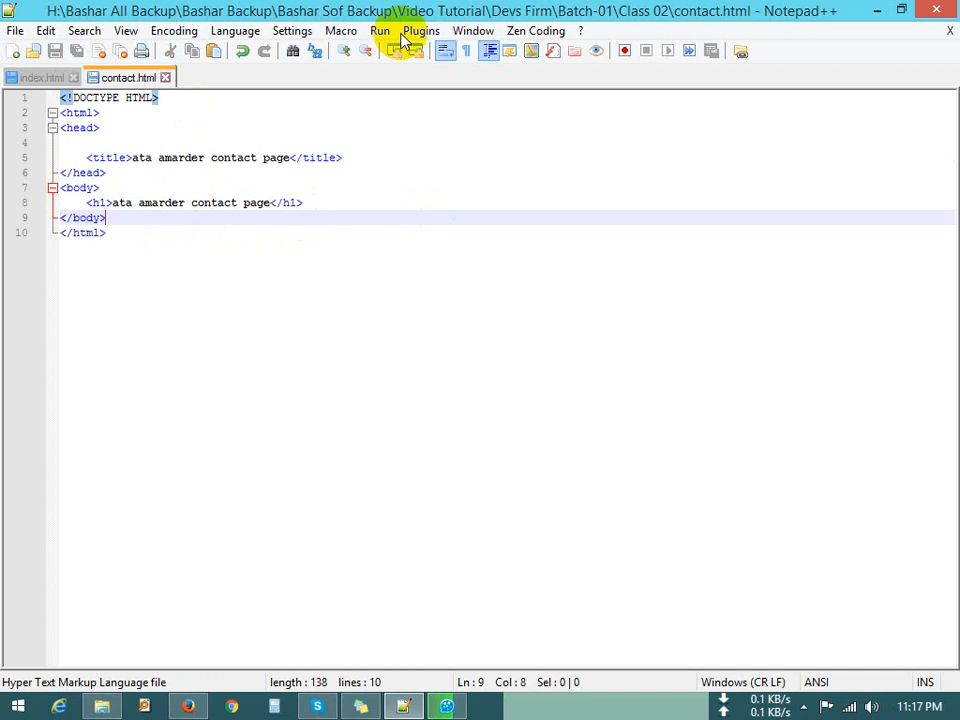 H:\Bashar All Backup\Bashar Backup\Bashar Sof Backup\Video Tutorial\Devs Firm\Batch-01\Class 02\contact.html - Notepad++
File Edit Search View Encoding Language Settings Macro Run Plugins Window Zen Coding ? X
index.html contact.html
1 <!DOCTYPE HTML>
2 <html>
3 <head>
4
5 <title>ata amarder contact page</title>
6 </head>
7 <body>
8 <h1>ata amarder contact page</h1>
9 </body>
10 </html>
Hyper Text Markup Language file length : 138 lines : 10 Ln : 9 Col : 8 Sel : 0 | 0 Windows (CR LF) ANSI INS
0.1 KB/s
0.1 KB/s
11:17 PM